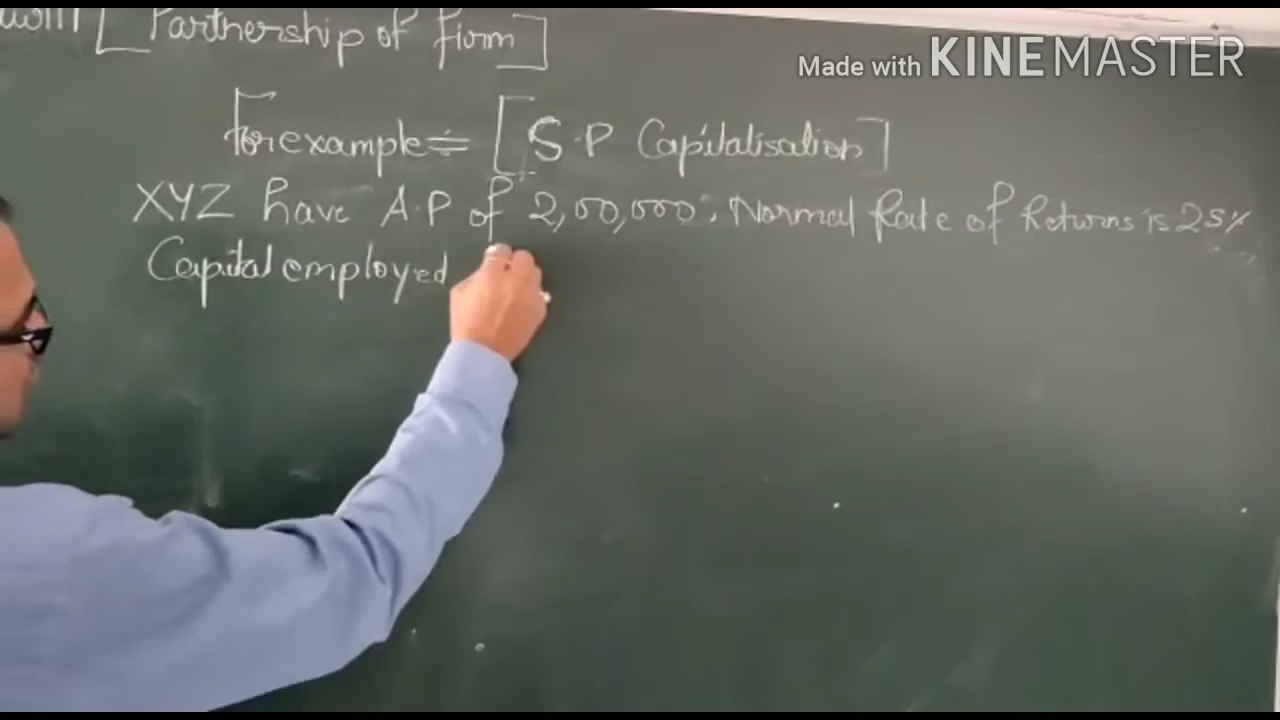 [Partnership of firm]
Made with KINEMASTER
For example = [S.P Capitalisation]
XYZ have A.P of 2,00,000. Normal Rate of Returns is 25%
Capital employed